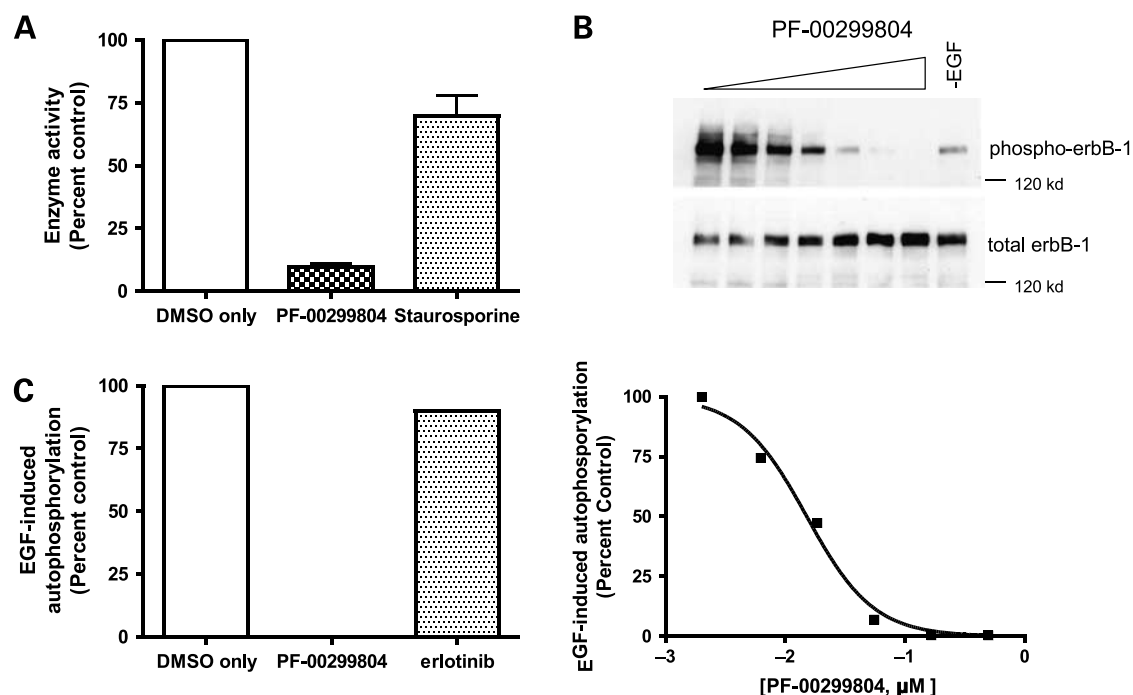 A
Enzyme activity
(Percent control)
100
75
50
25
0
DMSO only
PF-00299804
Staurosporine
B
PF-00299804
-EGF
phospho-erbB-1
120 kd
total erbB-1
120 kd
C
EGF-induced
autophosphorylation
(Percent control)
100
75
50
25
0
DMSO only
PF-00299804
erlotinib
EGF-induced autophosporylation
(Percent Control)
100
75
50
25
0
−3
−2
−1
0
[PF-00299804, µM ]